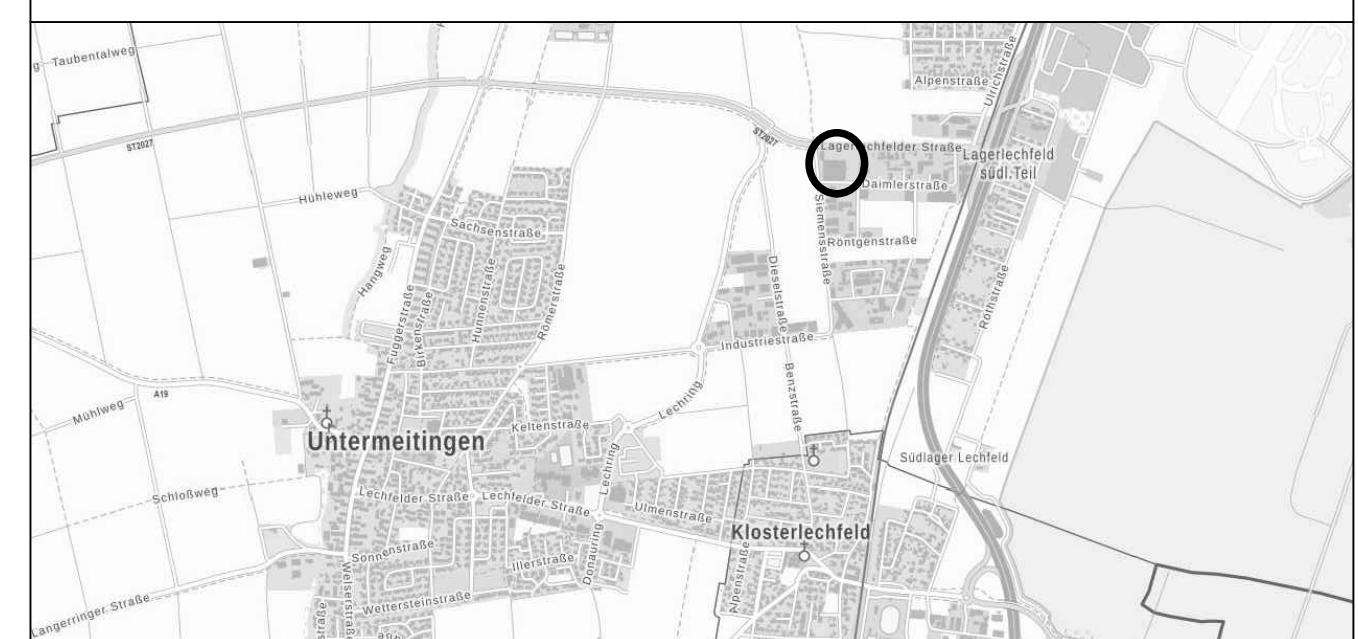 Taubentalweg
Alpenstraße
Ulrichstraße
ST2027
ST2027
Lagerlechfelder Straße
Lagerlechfeld
südl.Teil
Daimlerstraße
Hühleweg
Siemensstraße
Sachsenstraße
Röntgenstraße
Hangweg
Hunnenstraße
Römerstraße
Dieselstraße
Röthstraße
Fuggerstraße
Birkenstraße
Industriestraße
A19
Benzstraße
Mühlweg
Lechring
Keltenstraße
Untermeitingen
Südlager Lechfeld
Lechring
Schloßweg
Lechfelder Straße
Lechfelder Straße
Ulmenstraße
Klosterlechfeld
Sonnenstraße
Illerstraße
Donauring
Alpenstraße
Welserstraße
Wettersteinstraße
Langerringer Straße
straße